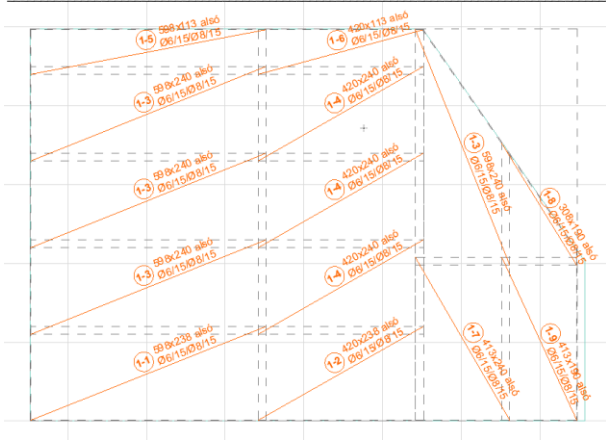 1-5 598x113 alsó
Ø6/15/Ø8/15
1-6 420x113 alsó
Ø6/15/Ø8/15
1-3 598x240 alsó
Ø6/15/Ø8/15
1-4 420x240 alsó
Ø6/15/Ø8/15
1-3 598x240 alsó
Ø6/15/Ø8/15
1-4 420x240 alsó
Ø6/15/Ø8/15
1-3 598x240 alsó
Ø6/15/Ø8/15
1-8 308x190 alsó
Ø6/15/Ø8/15
1-3 598x240 alsó
Ø6/15/Ø8/15
1-4 420x240 alsó
Ø6/15/Ø8/15
1-1 598x238 alsó
Ø6/15/Ø8/15
1-2 420x238 alsó
Ø6/15/Ø8/15
1-7 413x240 alsó
Ø6/15/Ø8/15
1-9 413x190 alsó
Ø6/15/Ø8/15